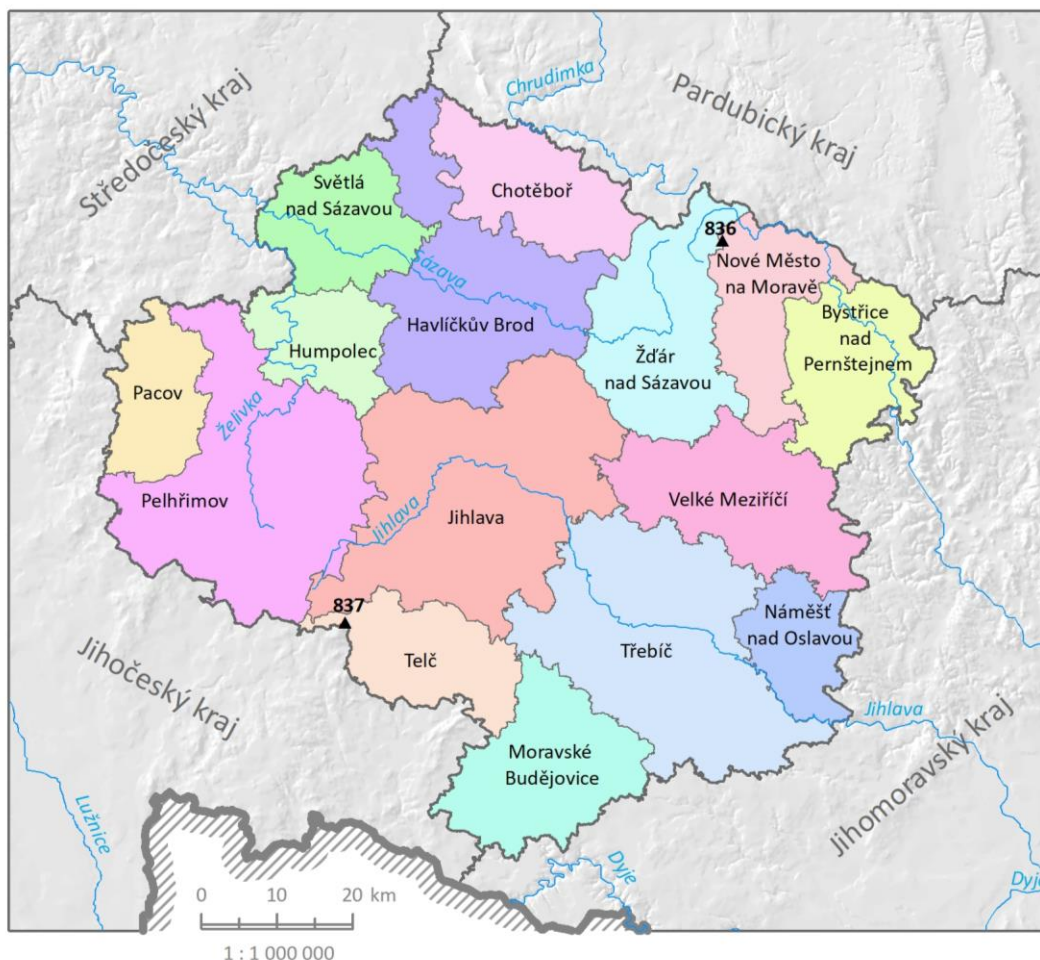 Chrudimka
Pardubický kraj
Středočeský kraj
Světlá
nad Sázavou
Chotěboř
836
Nové Město
na Moravě
Sázava
Bystřice
nad
Pernštejnem
Havlíčkův Brod
Humpolec
Žďár
nad Sázavou
Pacov
Želivka
Pelhřimov
Velké Meziříčí
Jihlava
Jihlava
837
Náměšť
nad Oslavou
Telč
Třebíč
Jihočeský kraj
Jihlava
Moravské
Budějovice
Jihomoravský kraj
Lužnice
Dyje
Dyje
0 10 20 km
1 : 1 000 000